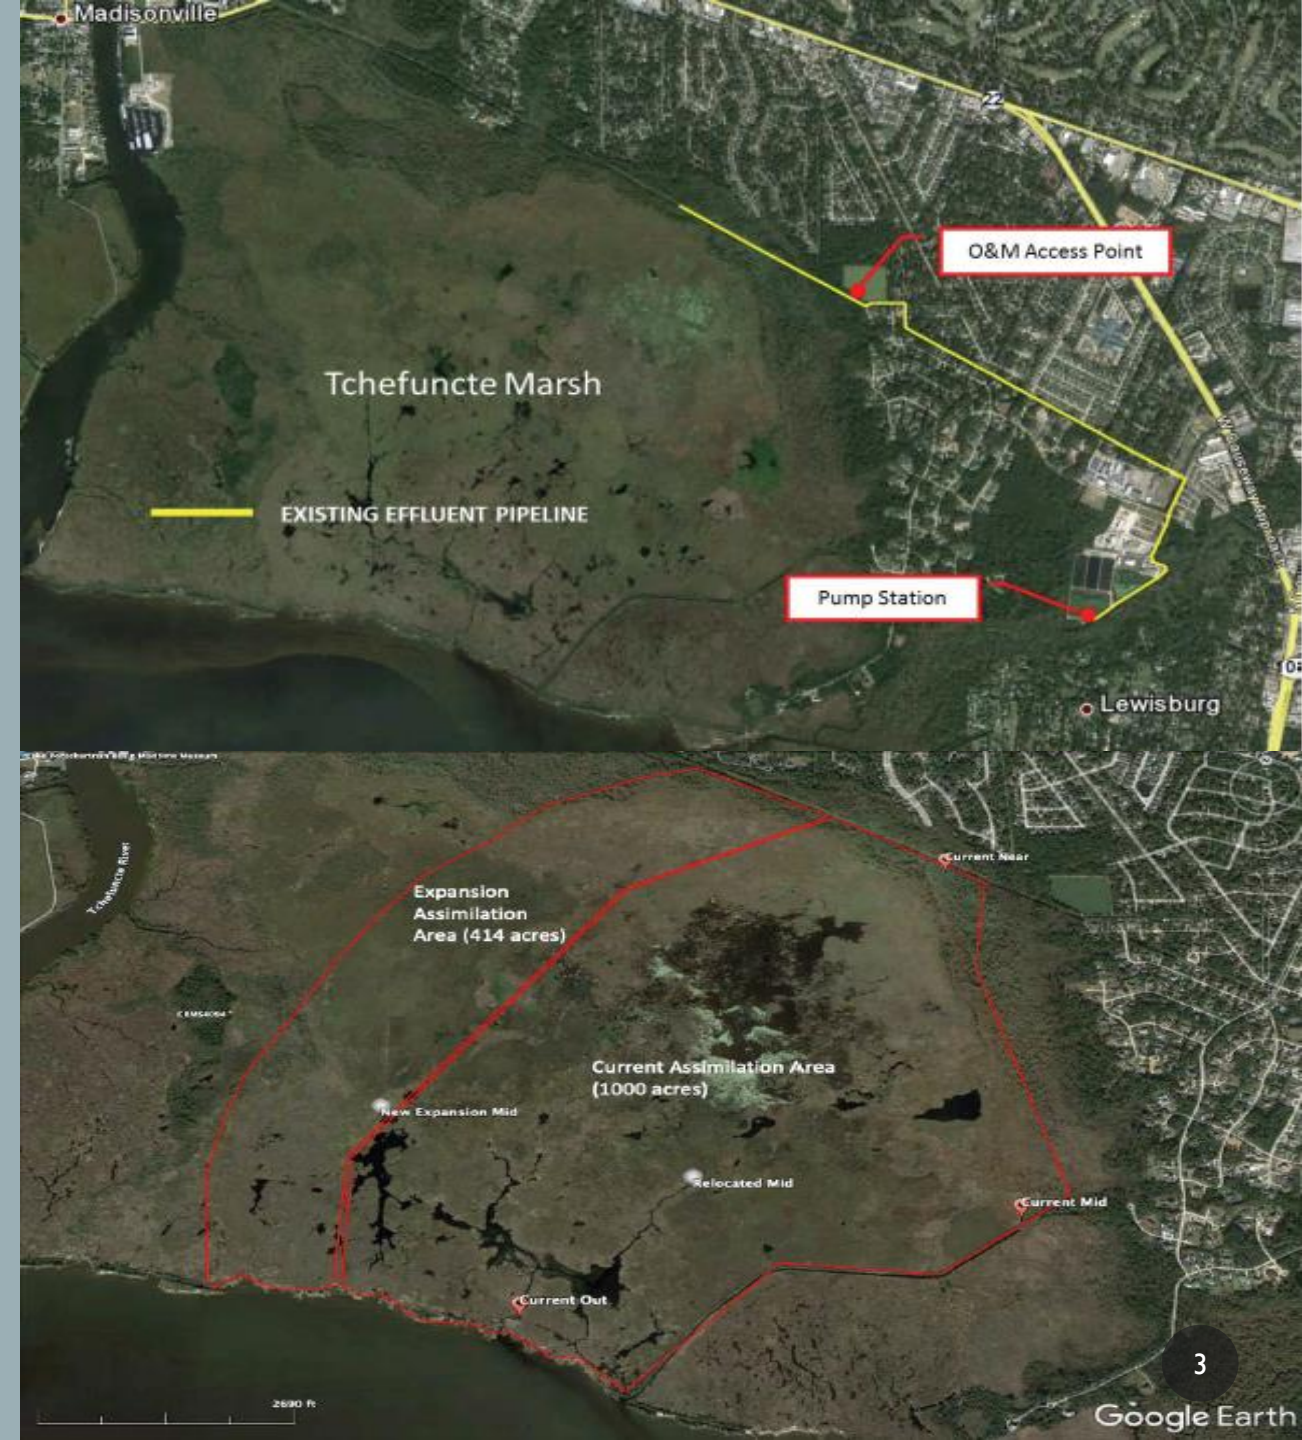 Madisonville
22
O&M Access Point
Tchefuncte Marsh
EXISTING EFFLUENT PIPELINE
Pump Station
Lewisburg
Tchefuncte River
Current Near
Expansion
Assimilation
Area (414 acres)
CRMS6094
Current Assimilation Area
(1000 acres)
New Expansion Mid
Relocated Mid
Current Mid
Current Out
3
2690 ft
Google Earth